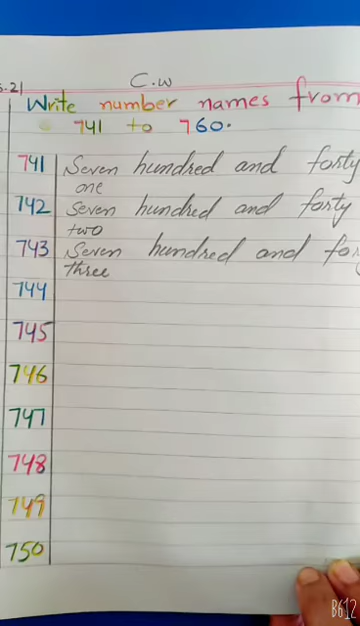 C.W
Write number names from
741 to 760.
741 Seven hundred and forty
one
742 Seven hundred and forty
two
743 Seven hundred and
three
744
745
746
747
748
749
750
B612